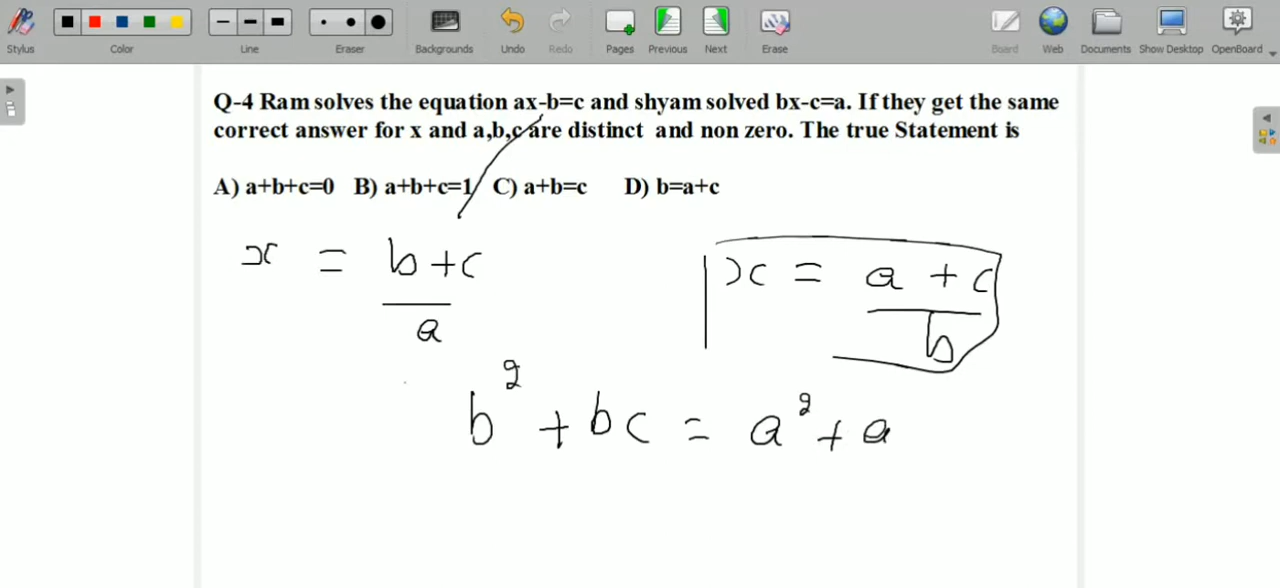 Stylus Color Line Eraser Backgrounds Undo Redo Pages Previous Next Erase Board Web Documents Show Desktop OpenBoard
Q-4 Ram solves the equation ax-b=c and shyam solved bx-c=a. If they get the same
correct answer for x and a,b,c are distinct and non zero. The true Statement is
A) a+b+c=0 B) a+b+c=1 C) a+b=c D) b=a+c
x = b+c / a x = a + c / b
b² + bc = a² + a